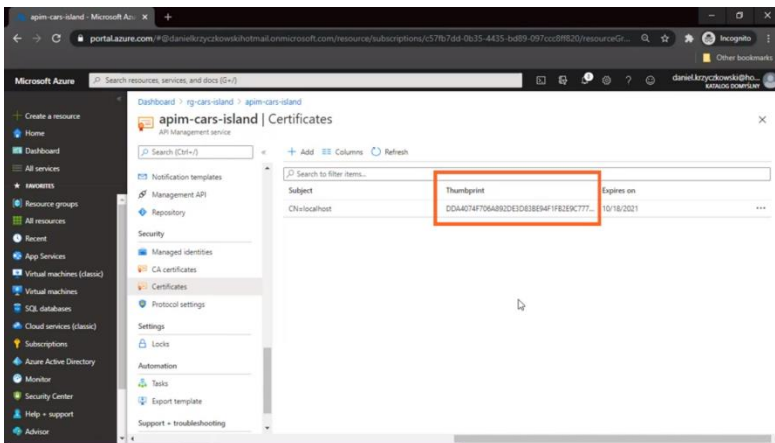 apim-cars-island - Microsoft Az
portal.azure.com/#@danielkrzyczkowskihotmail.onmicrosoft.com/resource/subscriptions/c57fb7dd-0b35-4435-bd89-097ccc8ff820/resourceGr...
Incognito
Other bookmarks
Microsoft Azure
Search resources, services, and docs (G+/)
daniel.krzyczkowski@ho...
KATALOG DOMYŚLNY
Create a resource
Home
Dashboard
All services
FAVORITES
Resource groups
All resources
Recent
App Services
Virtual machines (classic)
Virtual machines
SQL databases
Cloud services (classic)
Subscriptions
Azure Active Directory
Monitor
Security Center
Help + support
Advisor
Dashboard > rg-cars-island > apim-cars-island
apim-cars-island | Certificates
API Management service
Search (Ctrl+/)
Notification templates
Management API
Repository
Security
Managed identities
CA certificates
Certificates
Protocol settings
Settings
Locks
Automation
Tasks
Export template
Support + troubleshooting
Add Columns Refresh
Search to filter items...
Subject Thumbprint Expires on
CN=localhost DDA4074F706A892DE3D838E94F1FB2E9C777... 10/18/2021